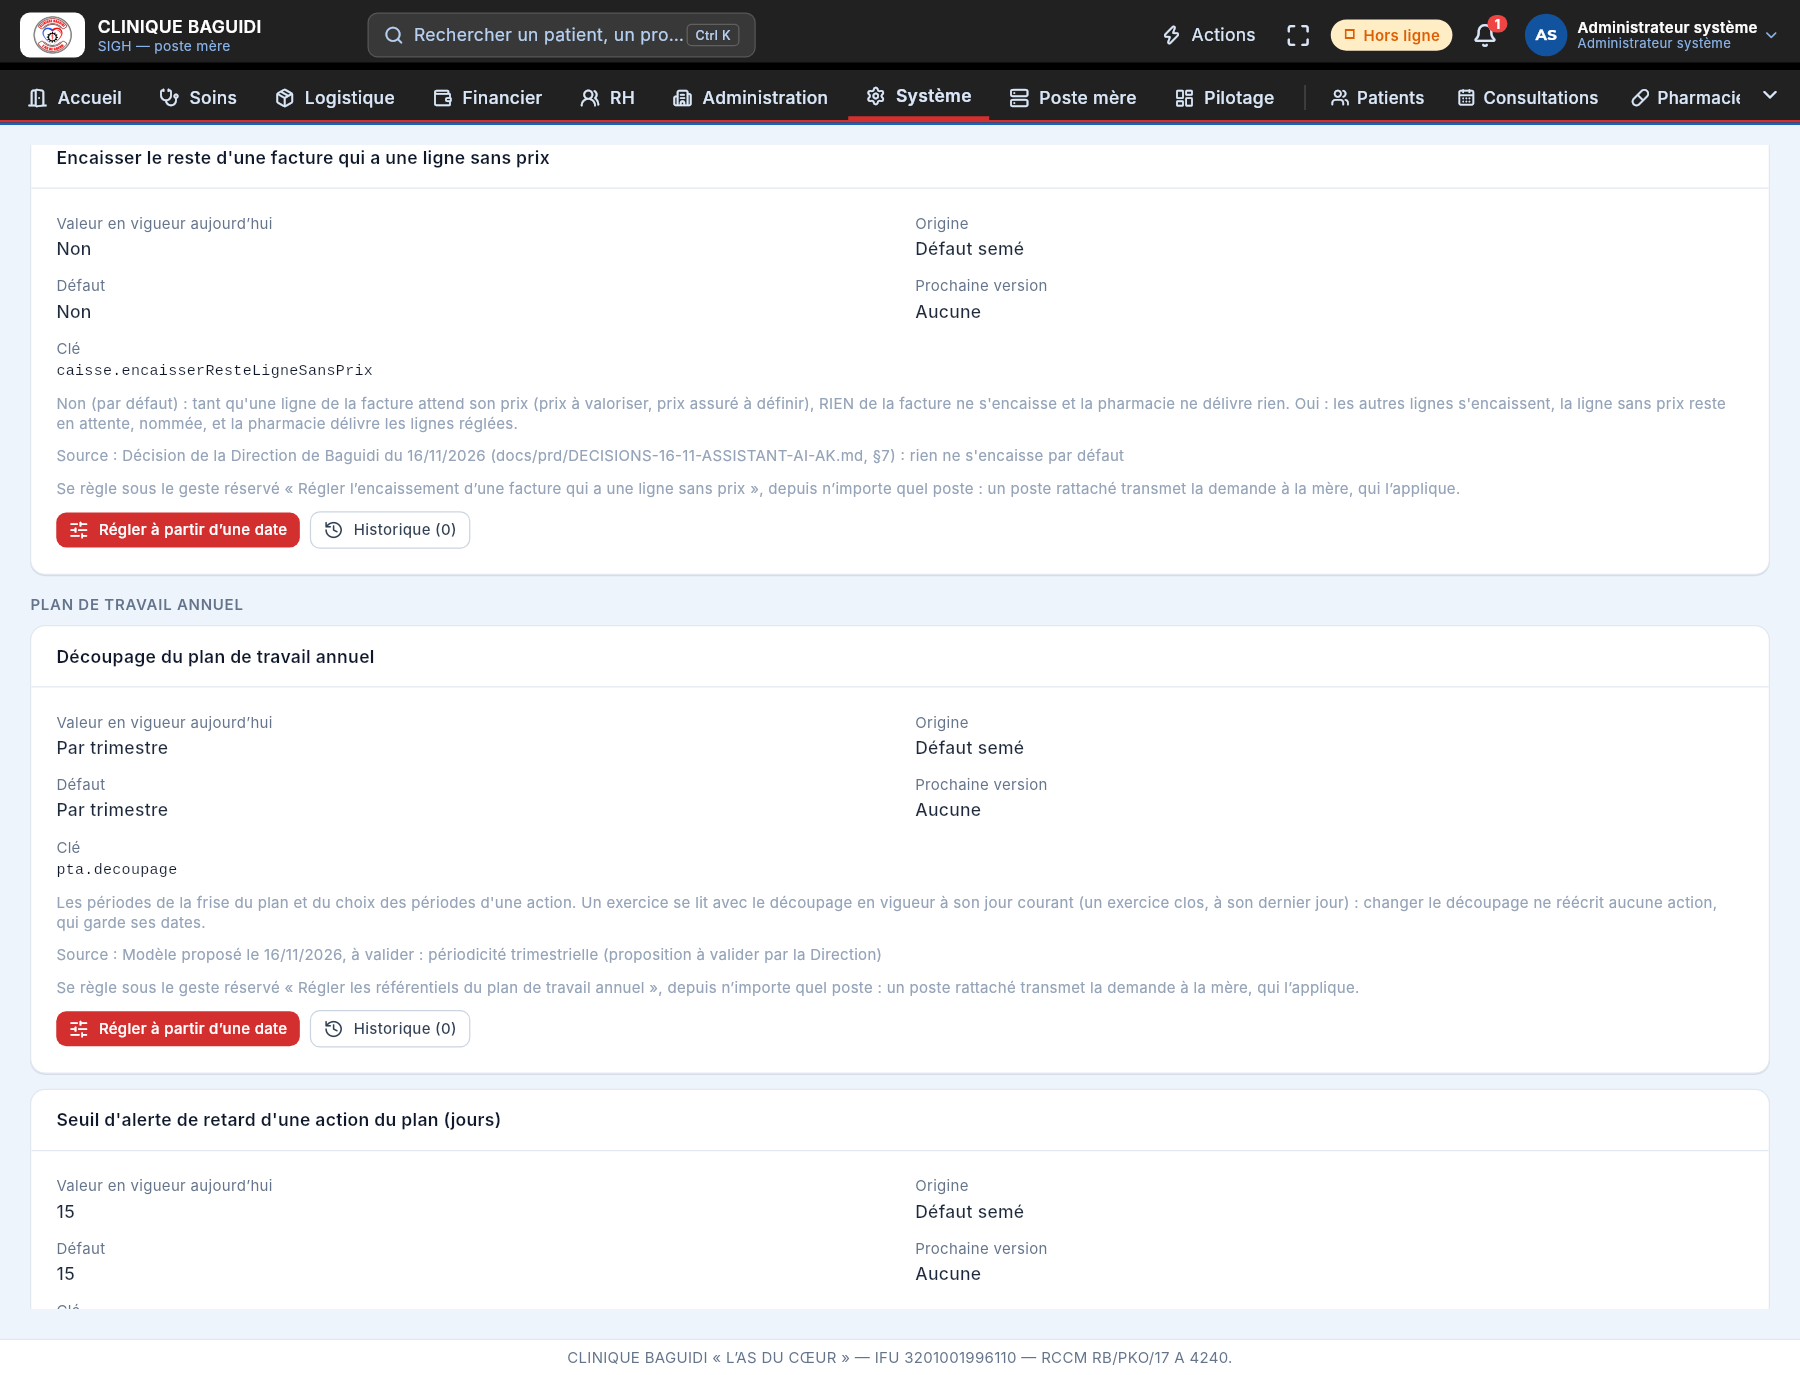 CLINIQUE BAGUIDI
SIGH — poste mère
Rechercher un patient, un pro... Ctrl K
Actions
Hors ligne
1
AS
Administrateur système
Administrateur système
Accueil Soins Logistique Financier RH Administration Système Poste mère Pilotage Patients Consultations Pharmacie
Encaisser le reste d'une facture qui a une ligne sans prix
Valeur en vigueur aujourd’hui
Non
Origine
Défaut semé
Défaut
Non
Prochaine version
Aucune
Clé
caisse.encaisserResteLigneSansPrix
Non (par défaut) : tant qu'une ligne de la facture attend son prix (prix à valoriser, prix assuré à définir), RIEN de la facture ne s'encaisse et la pharmacie ne délivre rien. Oui : les autres lignes s'encaissent, la ligne sans prix reste
en attente, nommée, et la pharmacie délivre les lignes réglées.
Source : Décision de la Direction de Baguidi du 16/11/2026 (docs/prd/DECISIONS-16-11-ASSISTANT-AI-AK.md, §7) : rien ne s'encaisse par défaut
Se règle sous le geste réservé « Régler l’encaissement d’une facture qui a une ligne sans prix », depuis n’importe quel poste : un poste rattaché transmet la demande à la mère, qui l’applique.
Régler à partir d’une date Historique (0)
PLAN DE TRAVAIL ANNUEL
Découpage du plan de travail annuel
Valeur en vigueur aujourd’hui
Par trimestre
Origine
Défaut semé
Défaut
Par trimestre
Prochaine version
Aucune
Clé
pta.decoupage
Les périodes de la frise du plan et du choix des périodes d'une action. Un exercice se lit avec le découpage en vigueur à son jour courant (un exercice clos, à son dernier jour) : changer le découpage ne réécrit aucune action,
qui garde ses dates.
Source : Modèle proposé le 16/11/2026, à valider : périodicité trimestrielle (proposition à valider par la Direction)
Se règle sous le geste réservé « Régler les référentiels du plan de travail annuel », depuis n’importe quel poste : un poste rattaché transmet la demande à la mère, qui l’applique.
Régler à partir d’une date Historique (0)
Seuil d'alerte de retard d'une action du plan (jours)
Valeur en vigueur aujourd’hui
15
Origine
Défaut semé
Défaut
15
Prochaine version
Aucune
Clé
CLINIQUE BAGUIDI « L’AS DU CŒUR » — IFU 3201001996110 — RCCM RB/PKO/17 A 4240.